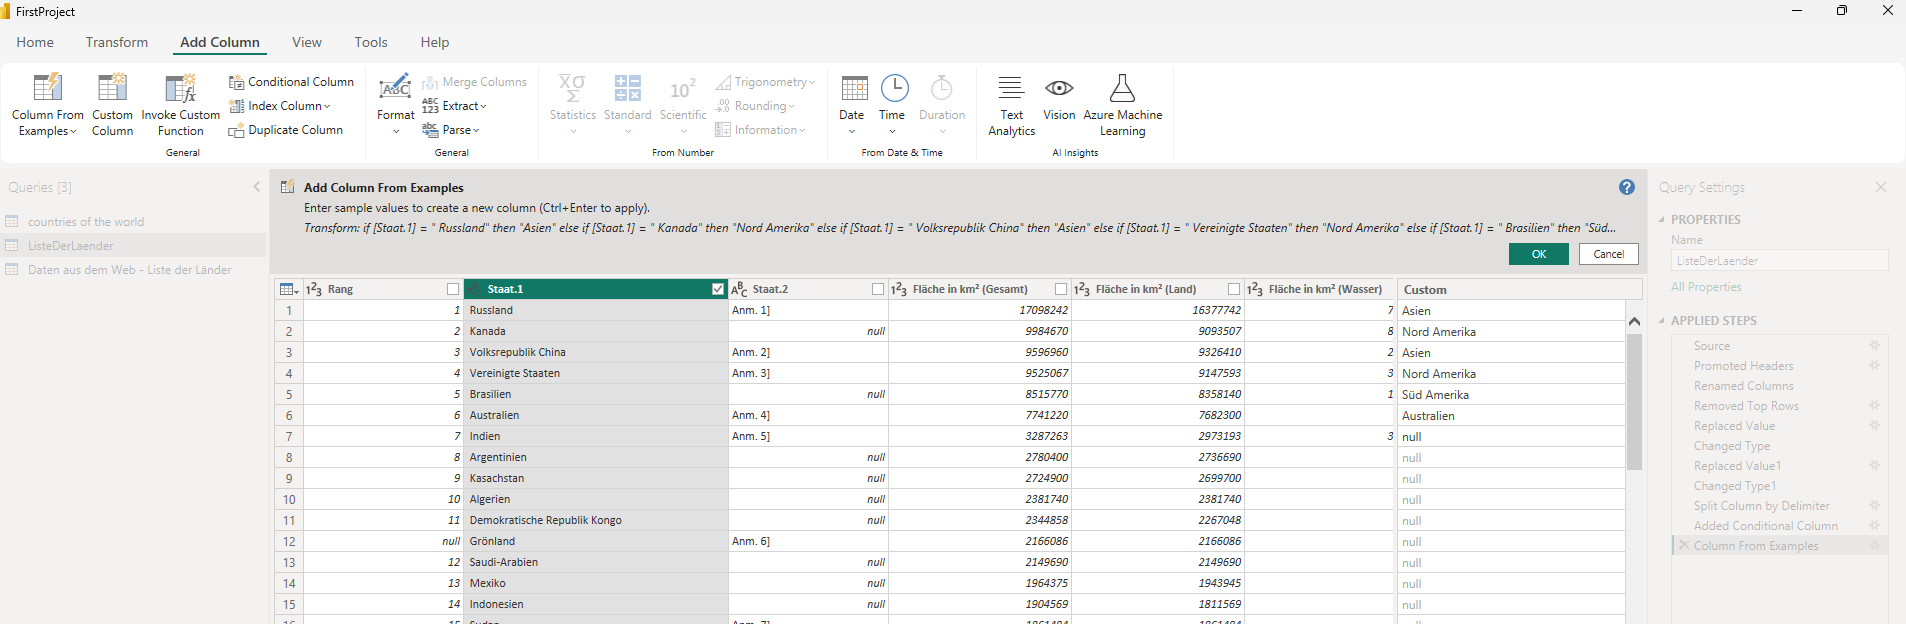 FirstProject
Home Transform Add Column View Tools Help
Column From Examples
Custom Column
Invoke Custom Function
Conditional Column
Index Column
Duplicate Column
General
Format
Merge Columns
Extract
Parse
General
Statistics
Standard
Scientific
Trigonometry
Rounding
Information
From Number
Date
Time
Duration
From Date & Time
Text Analytics
Vision
Azure Machine Learning
AI Insights
Queries [3]
countries of the world
ListeDerLaender
Daten aus dem Web - Liste der Länder
Add Column From Examples
Enter sample values to create a new column (Ctrl+Enter to apply).
Transform: if [Staat.1] = " Russland" then "Asien" else if [Staat.1] = " Kanada" then "Nord Amerika" else if [Staat.1] = " Volksrepublik China" then "Asien" else if [Staat.1] = " Vereinigte Staaten" then "Nord Amerika" else if [Staat.1] = " Brasilien" then "Süd...
OK Cancel
Rang Staat.1 Staat.2 Fläche in km² (Gesamt) Fläche in km² (Land) Fläche in km² (Wasser) Custom
1 1 Russland Anm. 1] 17098242 16377742 7 Asien
2 2 Kanada null 9984670 9093507 8 Nord Amerika
3 3 Volksrepublik China Anm. 2] 9596960 9326410 2 Asien
4 4 Vereinigte Staaten Anm. 3] 9525067 9147593 3 Nord Amerika
5 5 Brasilien null 8515770 8358140 1 Süd Amerika
6 6 Australien Anm. 4] 7741220 7682300 Australien
7 7 Indien Anm. 5] 3287263 2973193 3 null
8 8 Argentinien null 2780400 2736690 null
9 9 Kasachstan null 2724900 2699700 null
10 10 Algerien null 2381740 2381740 null
11 11 Demokratische Republik Kongo null 2344858 2267048 null
12 null Grönland Anm. 6] 2166086 2166086 null
13 12 Saudi-Arabien null 2149690 2149690 null
14 13 Mexiko null 1964375 1943945 null
15 14 Indonesien null 1904569 1811569 null
Query Settings
PROPERTIES
Name
ListeDerLaender
All Properties
APPLIED STEPS
Source
Promoted Headers
Renamed Columns
Removed Top Rows
Replaced Value
Changed Type
Replaced Value1
Changed Type1
Split Column by Delimiter
Added Conditional Column
Column From Examples